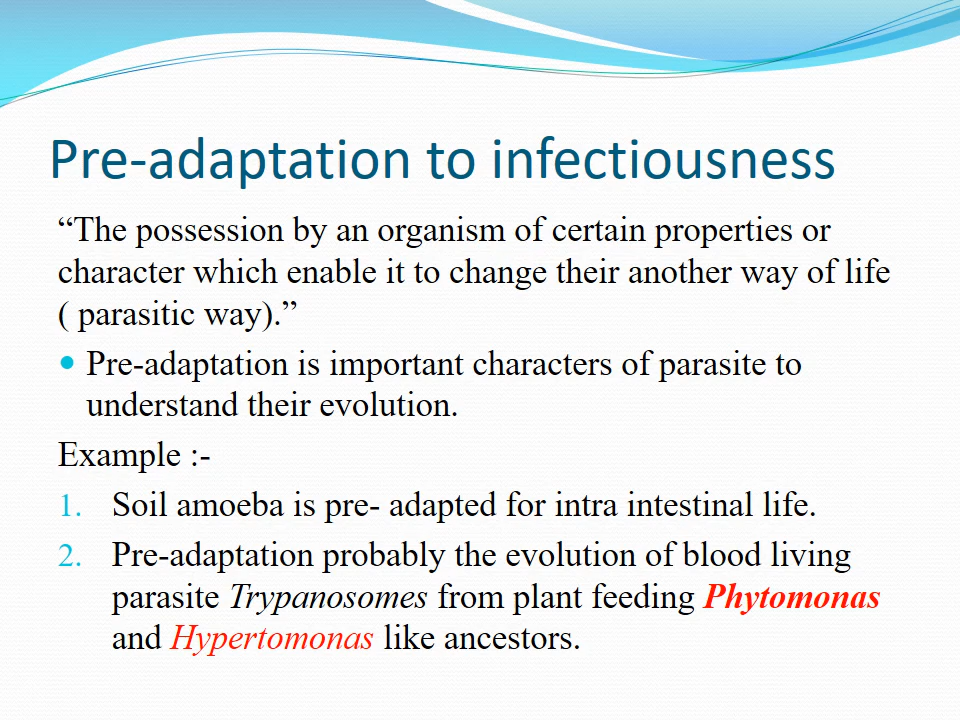 Pre-adaptation to infectiousness
“The possession by an organism of certain properties or
character which enable it to change their another way of life
( parasitic way).”
Pre-adaptation is important characters of parasite to
understand their evolution.
Example :-
1. Soil amoeba is pre- adapted for intra intestinal life.
2. Pre-adaptation probably the evolution of blood living
parasite Trypanosomes from plant feeding Phytomonas
and Hypertomonas like ancestors.